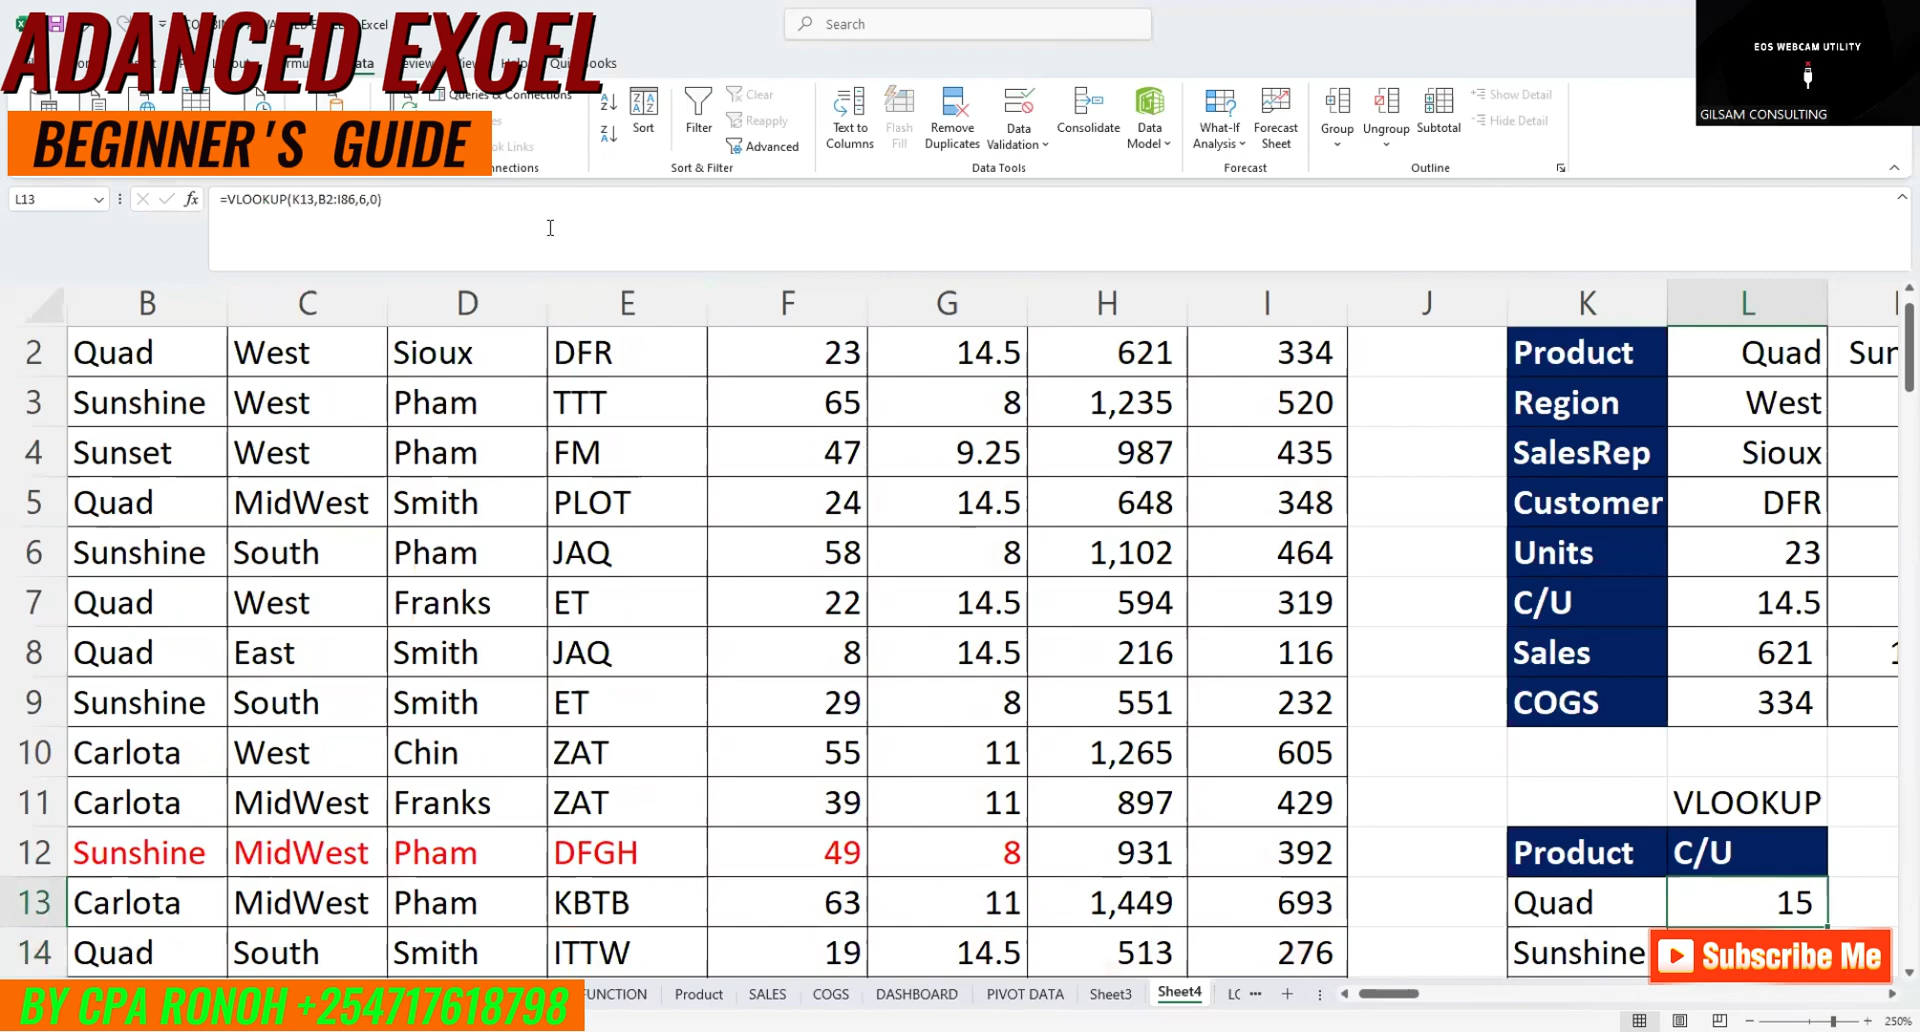 Excel
Search
ADANCED EXCEL
BEGINNER'S GUIDE
EOS WEBCAM UTILITY
GILSAM CONSULTING
Help
Queries & Connections
Sort
Filter
Clear
Reapply
Advanced
Text to Columns
Flash Fill
Remove Duplicates
Data Validation
Consolidate
Data Model
What-If Analysis
Forecast Sheet
Group
Ungroup
Subtotal
Show Detail
Hide Detail
Sort & Filter
Data Tools
Forecast
Outline
L13
fx
=VLOOKUP(K13,B2:I86,6,0)
B C D E F G H I J K L
2 Quad West Sioux DFR 23 14.5 621 334 Product Quad
3 Sunshine West Pham TTT 65 8 1,235 520 Region West
4 Sunset West Pham FM 47 9.25 987 435 SalesRep Sioux
5 Quad MidWest Smith PLOT 24 14.5 648 348 Customer DFR
6 Sunshine South Pham JAQ 58 8 1,102 464 Units 23
7 Quad West Franks ET 22 14.5 594 319 C/U 14.5
8 Quad East Smith JAQ 8 14.5 216 116 Sales 621
9 Sunshine South Smith ET 29 8 551 232 COGS 334
10 Carlota West Chin ZAT 55 11 1,265 605
11 Carlota MidWest Franks ZAT 39 11 897 429 VLOOKUP
12 Sunshine MidWest Pham DFGH 49 8 931 392 Product C/U
13 Carlota MidWest Pham KBTB 63 11 1,449 693 Quad 15
14 Quad South Smith ITTW 19 14.5 513 276 Sunshine
Subscribe Me
BY CPA RONOH +254717618798
Product SALES COGS DASHBOARD PIVOT DATA Sheet3 Sheet4
250%